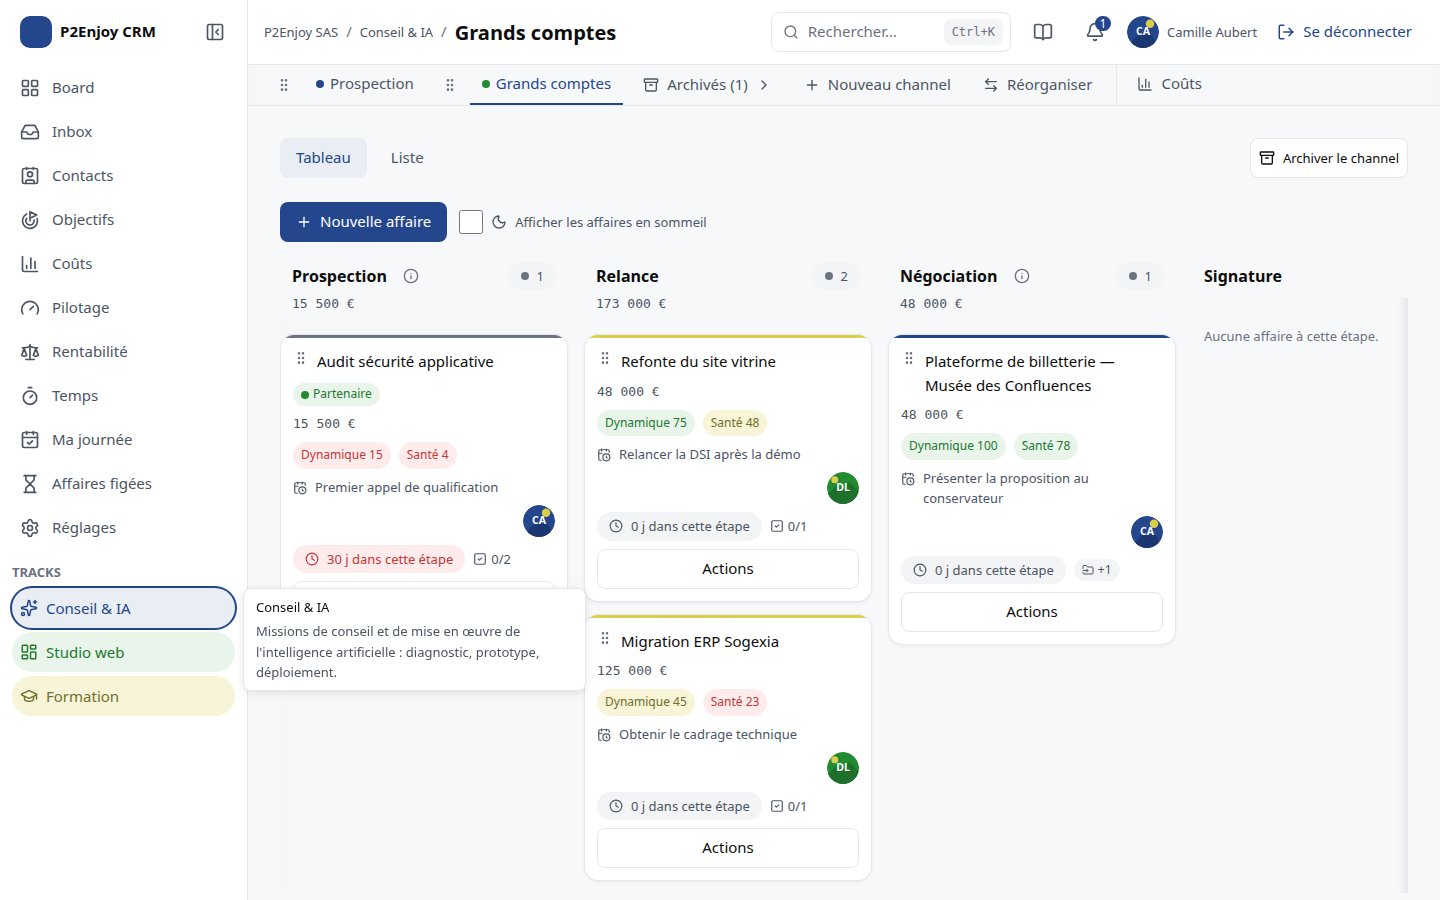 P2Enjoy CRM
P2Enjoy SAS / Conseil & IA / Grands comptes
Rechercher... Ctrl+K
1
CA Camille Aubert
Se déconnecter
Board
Inbox
Contacts
Objectifs
Coûts
Pilotage
Rentabilité
Temps
Ma journée
Affaires figées
Réglages
TRACKS
Conseil & IA
Studio web
Formation
Prospection
Grands comptes
Archivés (1)
Nouveau channel
Réorganiser
Coûts
Tableau
Liste
Archiver le channel
Nouvelle affaire
Afficher les affaires en sommeil
Prospection 1
15 500 €
Audit sécurité applicative
Partenaire
15 500 €
Dynamique 15 Santé 4
Premier appel de qualification
CA
30 j dans cette étape 0/2
Conseil & IA
Missions de conseil et de mise en œuvre de
l'intelligence artificielle : diagnostic, prototype,
déploiement.
Relance 2
173 000 €
Refonte du site vitrine
48 000 €
Dynamique 75 Santé 48
Relancer la DSI après la démo
DL
0 j dans cette étape 0/1
Actions
Migration ERP Sogexia
125 000 €
Dynamique 45 Santé 23
Obtenir le cadrage technique
DL
0 j dans cette étape 0/1
Actions
Négociation 1
48 000 €
Plateforme de billetterie —
Musée des Confluences
48 000 €
Dynamique 100 Santé 78
Présenter la proposition au
conservateur
CA
0 j dans cette étape +1
Actions
Signature
Aucune affaire à cette étape.